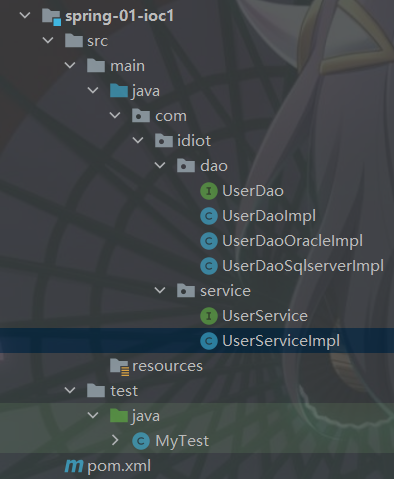 spring-01-ioc1
src
main
java
com
idiot
dao
I UserDao
C UserDaoImpl
C UserDaoOracleImpl
C UserDaoSqlserverImpl
service
I UserService
C UserServiceImpl
resources
test
java
C MyTest
m pom.xml